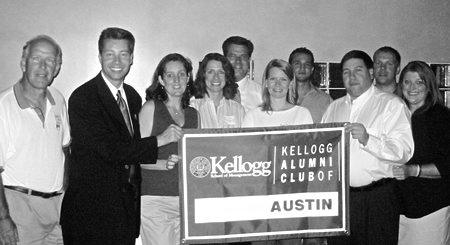 Kellogg
School of Management
KELLOGG
ALUMNI
CLUB OF
AUSTIN